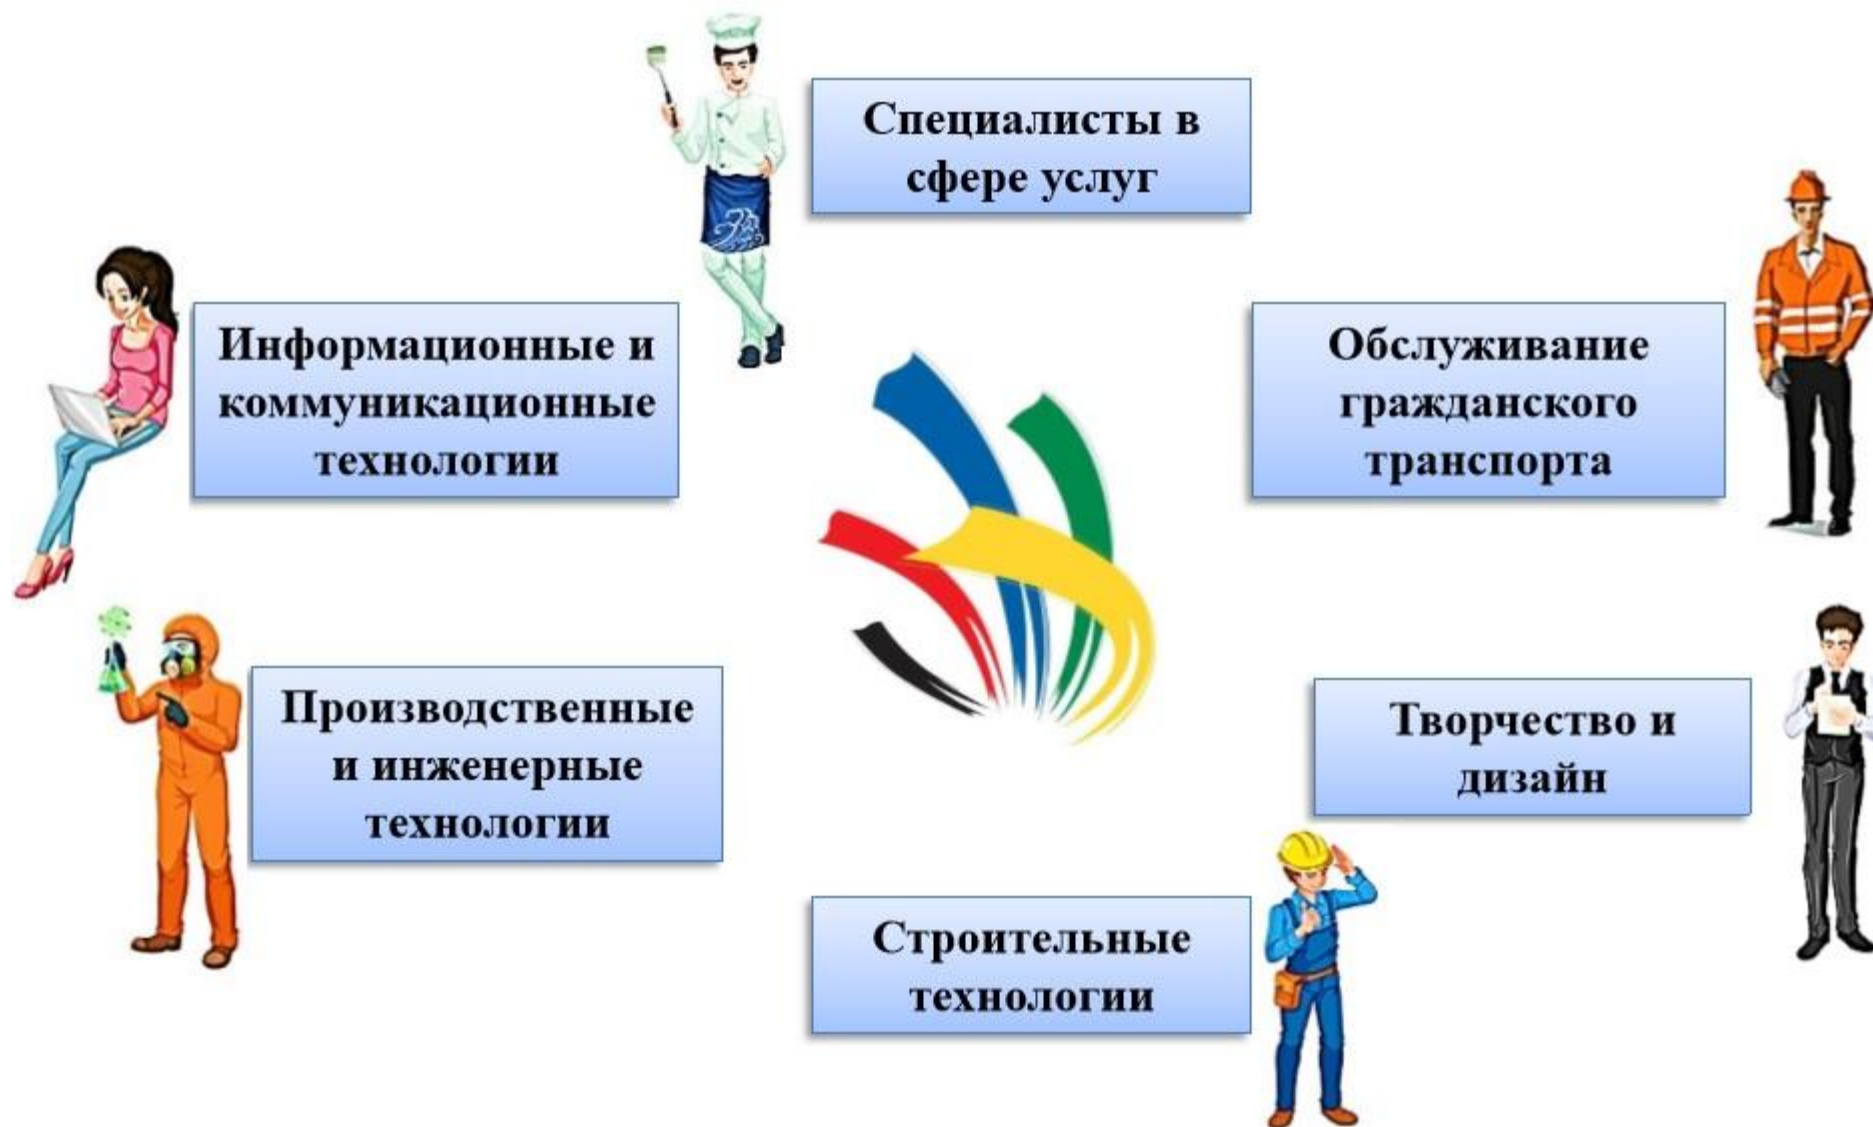 Специалисты в
сфере услуг
Информационные и
коммуникационные
технологии
Обслуживание
гражданского
транспорта
Производственные
и инженерные
технологии
Творчество и
дизайн
Строительные
технологии